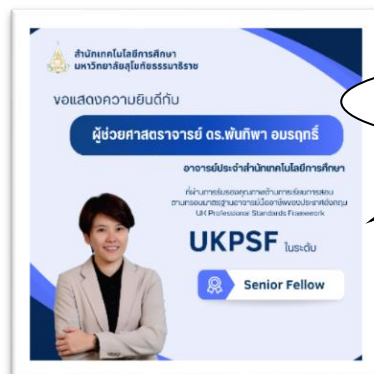 สำนักเทคโนโลยีการศึกษา
มหาวิทยาลัยสุโขทัยธรรมาธิราช
ขอแสดงความยินดีกับ
ผู้ช่วยศาสตราจารย์ ดร.พันทิพา อมรฤทธิ์
อาจารย์ประจำสำนักเทคโนโลยีการศึกษา
ที่ผ่านการรับรองคุณภาพด้านการเรียนการสอน
ตามกรอบมาตรฐานอาจารย์มืออาชีพของประเทศอังกฤษ
UK Professional Standards Framework
UKPSF ในระดับ
Senior Fellow